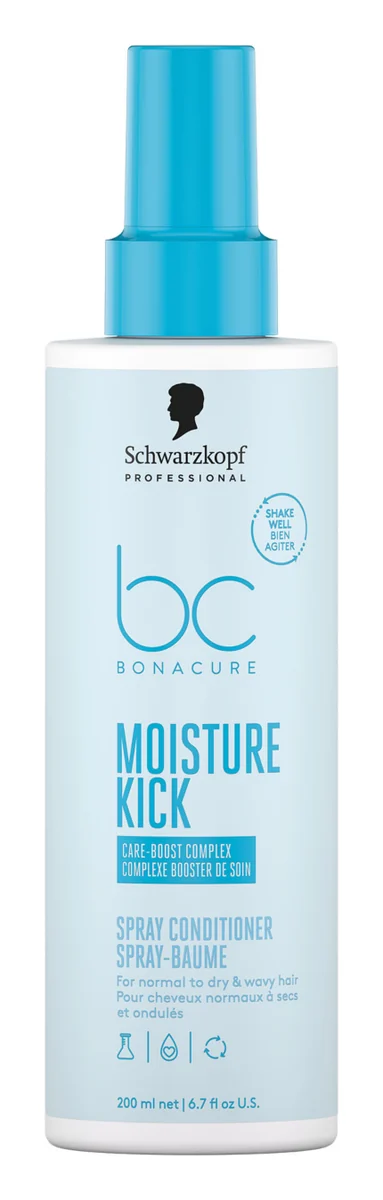 Schwarzkopf
PROFESSIONAL
SHAKE
WELL
BIEN
AGITER
bc
BONACURE
MOISTURE
KICK
CARE-BOOST COMPLEX
COMPLEXE BOOSTER DE SOIN
SPRAY CONDITIONER
SPRAY-BAUME
For normal to dry & wavy hair
Pour cheveux normaux à secs
et ondulés
200 ml net | 6.7 fl oz U.S.